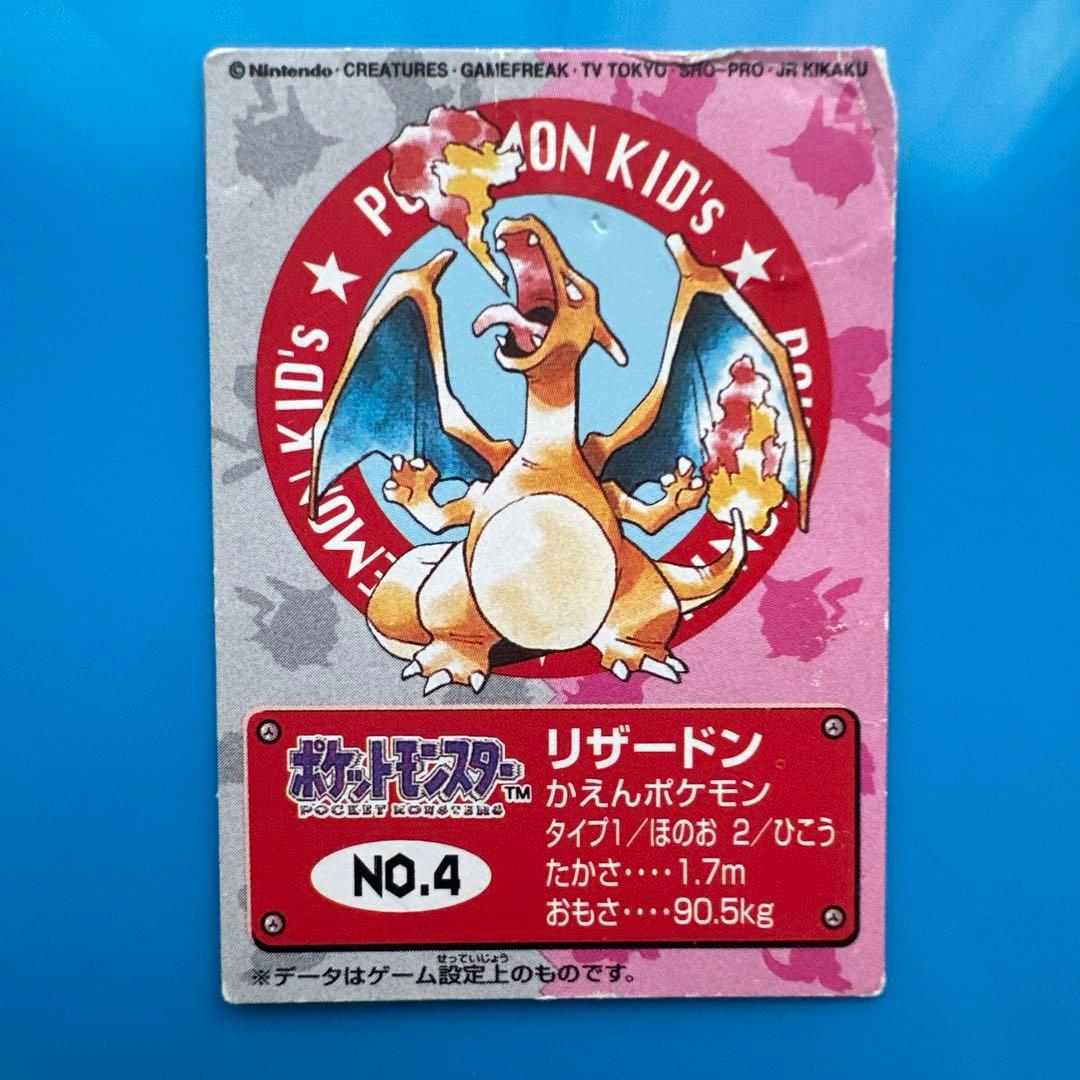 ©Nintendo・CREATURES・GAMEFREAK・TV TOKYO・SHO-PRO・JR KIKAKU
MON KID's
EMON KID's
ポケットモンスター™
POCKET MONSTERS
NO.4
リザードン
かえんポケモン
タイプ1/ほのお 2/ひこう
たかさ････1.7m
おもさ････90.5kg
せっていじょう
※データはゲーム設定上のものです。